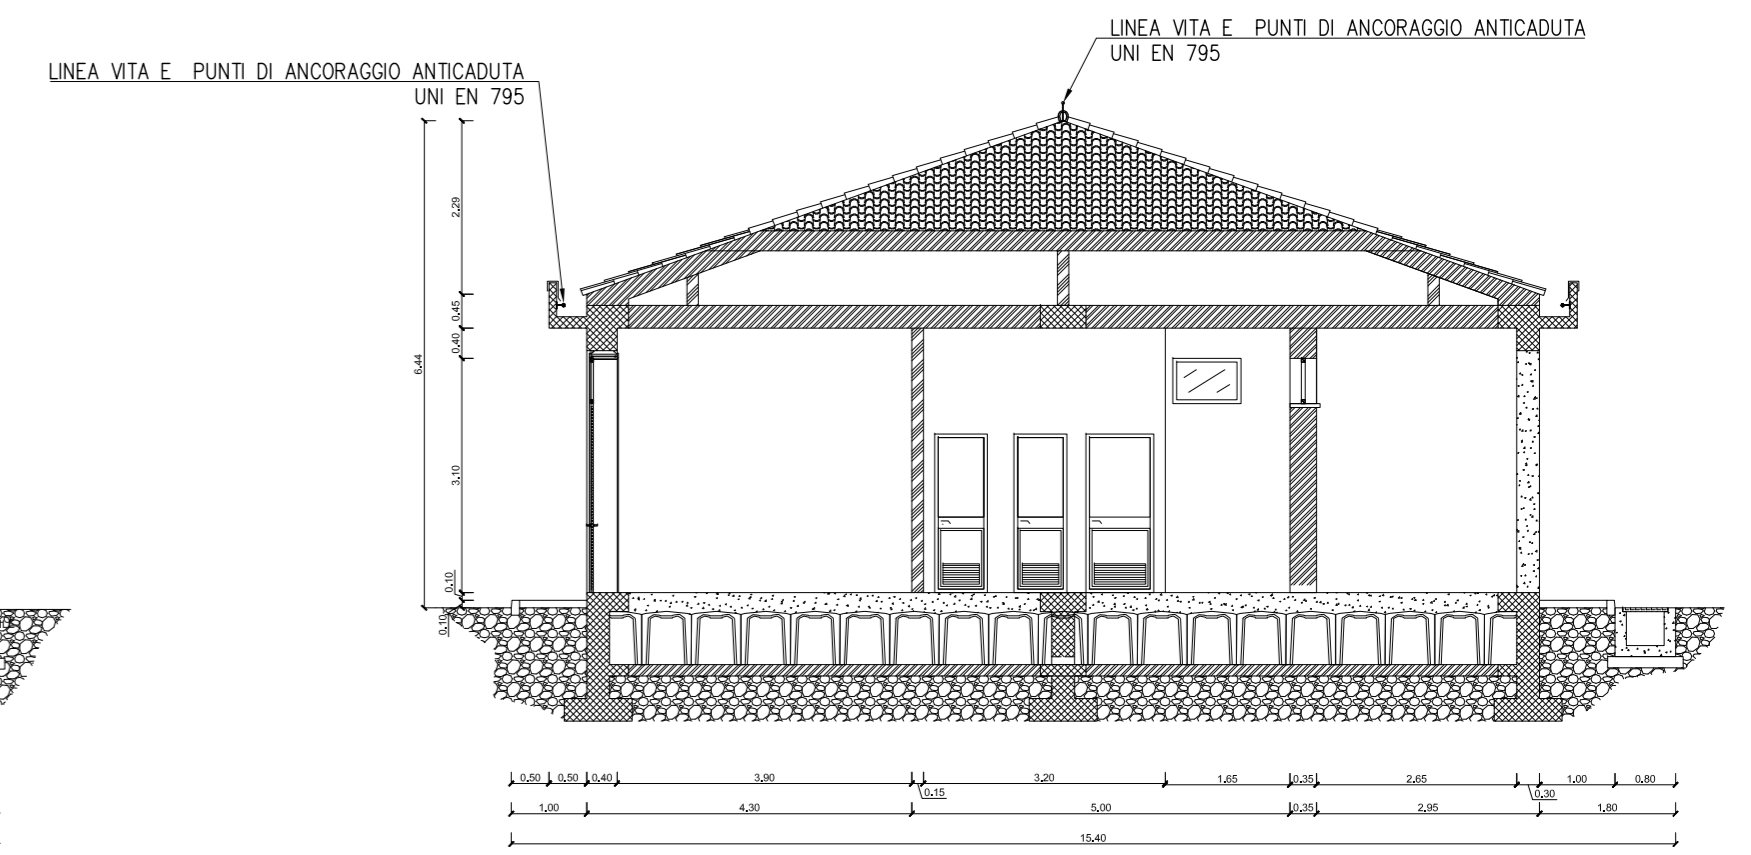 LINEA VITA E PUNTI DI ANCORAGGIO ANTICADUTA
UNI EN 795
LINEA VITA E PUNTI DI ANCORAGGIO ANTICADUTA
UNI EN 795
2.29
0.45
0.40
6.44
3.10
0.10
0.10
0.50 0.50 0.40 3.90 3.20 1.65 0.35 2.65 1.00 0.80
0.15 0.30
1.00 4.30 5.00 0.35 2.95 1.80
15.40